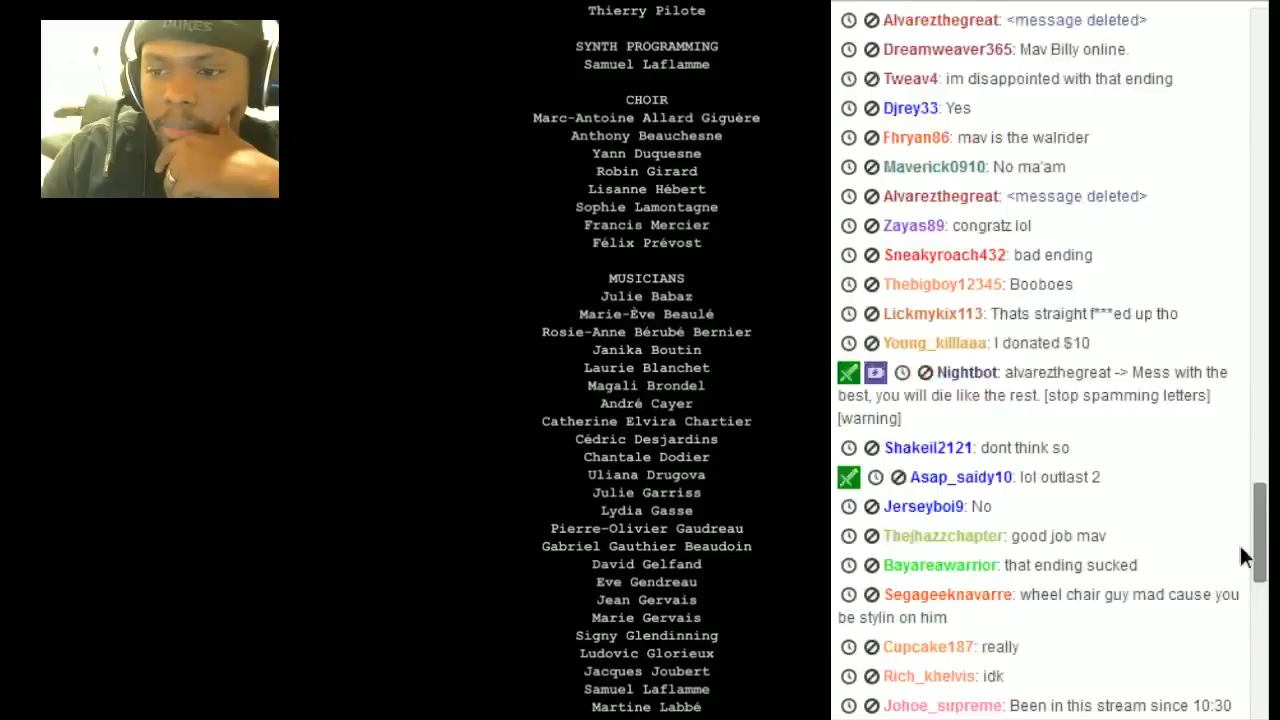 DUKES
Thierry Pilote
SYNTH PROGRAMMING
Samuel Laflamme
CHOIR
Marc-Antoine Allard Giguère
Anthony Beauchesne
Yann Duquesne
Robin Girard
Lisanne Hébert
Sophie Lamontagne
Francis Mercier
Félix Prévost
MUSICIANS
Julie Babaz
Marie-Ève Beaulé
Rosie-Anne Bérubé Bernier
Janika Boutin
Laurie Blanchet
Magali Brondel
André Cayer
Catherine Elvira Chartier
Cédric Desjardins
Chantale Dodier
Uliana Drugova
Julie Garriss
Lydia Gasse
Pierre-Olivier Gaudreau
Gabriel Gauthier Beaudoin
David Gelfand
Eve Gendreau
Jean Gervais
Marie Gervais
Signy Glendinning
Ludovic Glorieux
Jacques Joubert
Samuel Laflamme
Martine Labbé
Alvarezthegreat: <message deleted>
Dreamweaver365: Mav Billy online.
Tweav4: im disappointed with that ending
Djrey33: Yes
Fhryan86: mav is the walrider
Maverick0910: No ma'am
Alvarezthegreat: <message deleted>
Zayas89: congratz lol
Sneakyroach432: bad ending
Thebigboy12345: Booboes
Lickmykix113: Thats straight f***ed up tho
Young_killlaaa: I donated $10
Nightbot: alvarezthegreat -> Mess with the
best, you will die like the rest. [stop spamming letters]
[warning]
Shakeil2121: dont think so
Asap_saidy10: lol outlast 2
Jerseyboi9: No
Thejhazzchapter: good job mav
Bayareawarrior: that ending sucked
Segageeknavarre: wheel chair guy mad cause you
be stylin on him
Cupcake187: really
Rich_khelvis: idk
Johoe_supreme: Been in this stream since 10:30